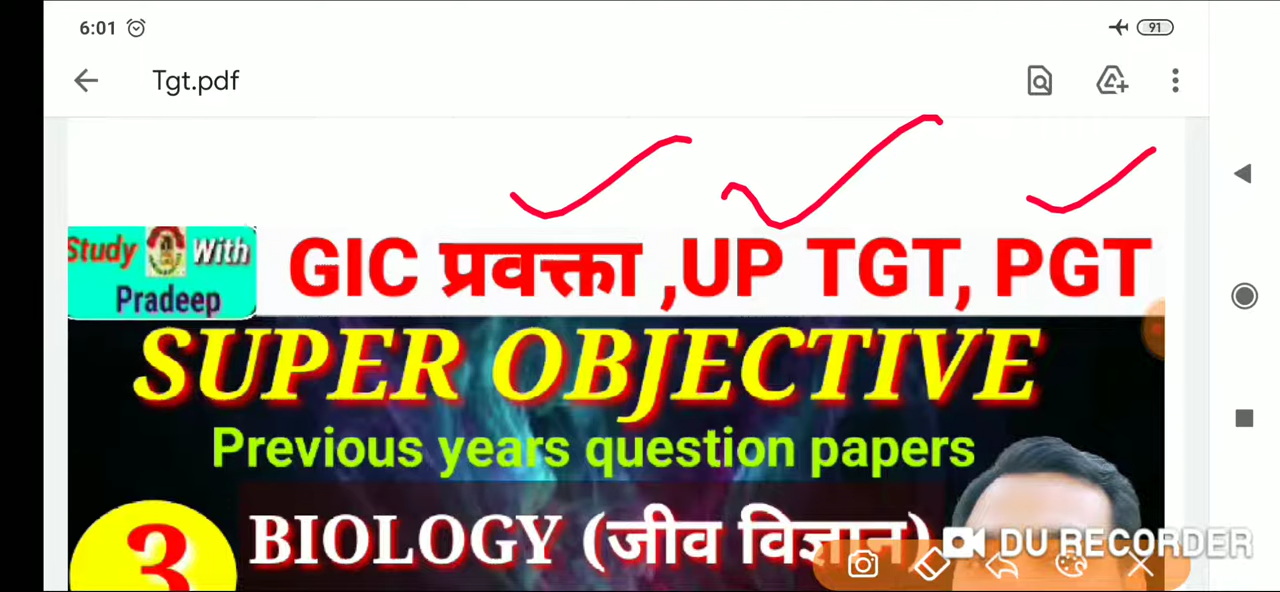 6:01
91
Tgt.pdf
Study With
Pradeep
GIC प्रवक्ता ,UP TGT, PGT
SUPER OBJECTIVE
Previous years question papers
3
BIOLOGY (जीव विज्ञान)
DU RECORDER